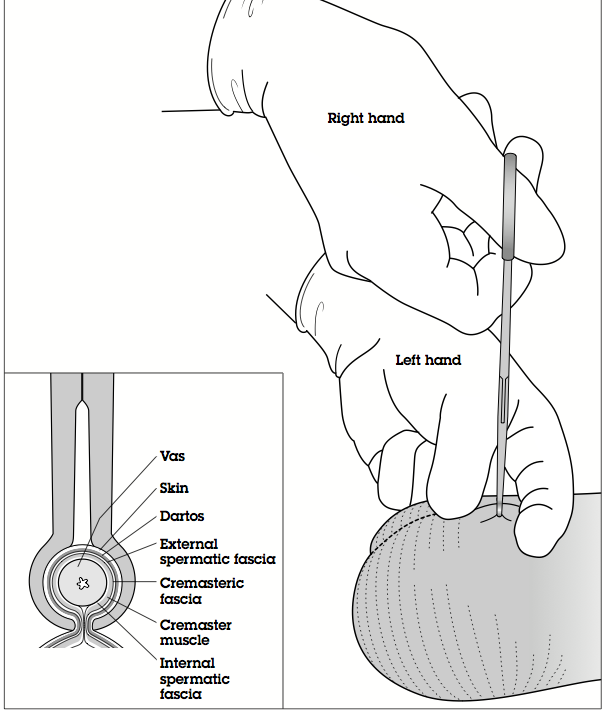 Right hand
Left hand
Vas
Skin
Dartos
External
spermatic fascia
Cremasteric
fascia
Cremaster
muscle
Internal
spermatic
fascia